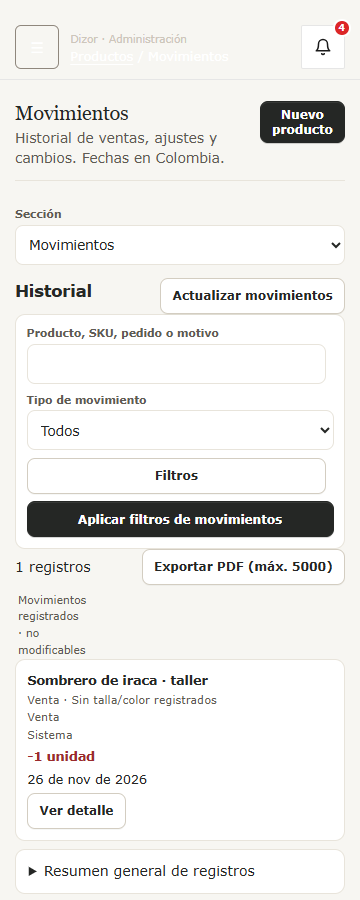 Dizor · Administración
Productos / Movimientos
4
Movimientos
Nuevo
producto
Historial de ventas, ajustes y
cambios. Fechas en Colombia.
Sección
Movimientos
Historial
Actualizar movimientos
Producto, SKU, pedido o motivo
Tipo de movimiento
Todos
Filtros
Aplicar filtros de movimientos
1 registros
Exportar PDF (máx. 5000)
Movimientos
registrados
· no
modificables
Sombrero de iraca · taller
Venta · Sin talla/color registrados
Venta
Sistema
-1 unidad
26 de nov de 2026
Ver detalle
Resumen general de registros